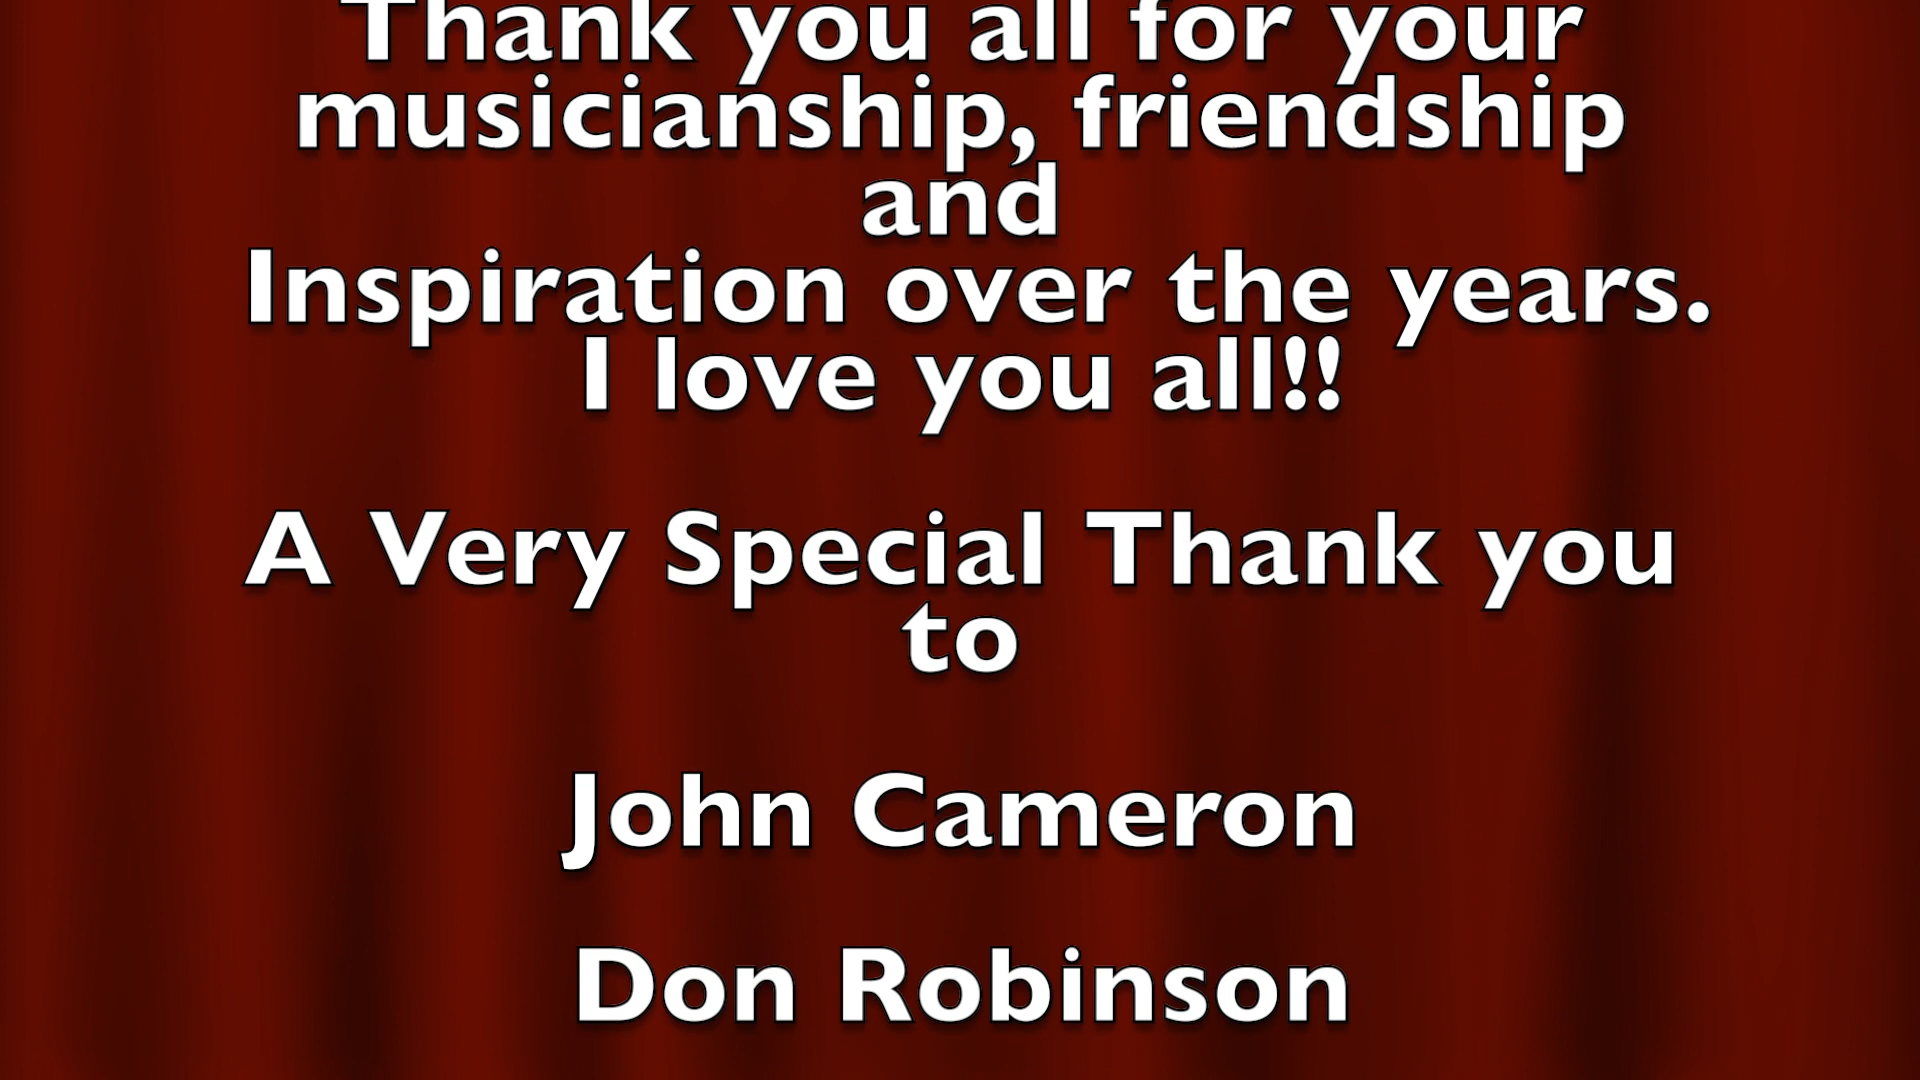 Thank you all for your
musicianship, friendship
and
Inspiration over the years.
I love you all!!
A Very Special Thank you
to
John Cameron
Don Robinson